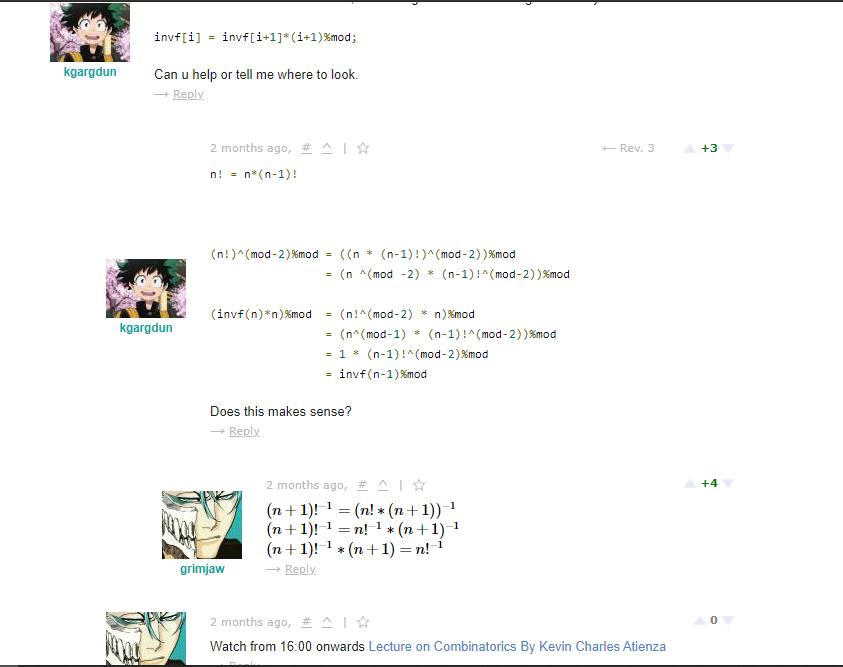 invf[i] = invf[i+1]*(i+1)%mod;
kgargdun
Can u help or tell me where to look.
→ Reply
2 months ago, # ^ | ☆ ← Rev. 3 +3
n! = n*(n-1)!
(n!)^(mod-2)%mod = ((n * (n-1)!)^(mod-2))%mod
= (n ^(mod -2) * (n-1)!^(mod-2))%mod
(invf(n)*n)%mod = (n!^(mod-2) * n)%mod
kgargdun
= (n^(mod-1) * (n-1)!^(mod-2))%mod
= 1 * (n-1)!^(mod-2)%mod
= invf(n-1)%mod
Does this makes sense?
→ Reply
2 months ago, # ^ | ☆ +4
(n + 1)!⁻¹ = (n! * (n + 1))⁻¹
(n + 1)!⁻¹ = n!⁻¹ * (n + 1)⁻¹
(n + 1)!⁻¹ * (n + 1) = n!⁻¹
grimjaw
→ Reply
2 months ago, # ^ | ☆ 0
Watch from 16:00 onwards Lecture on Combinatorics By Kevin Charles Atienza